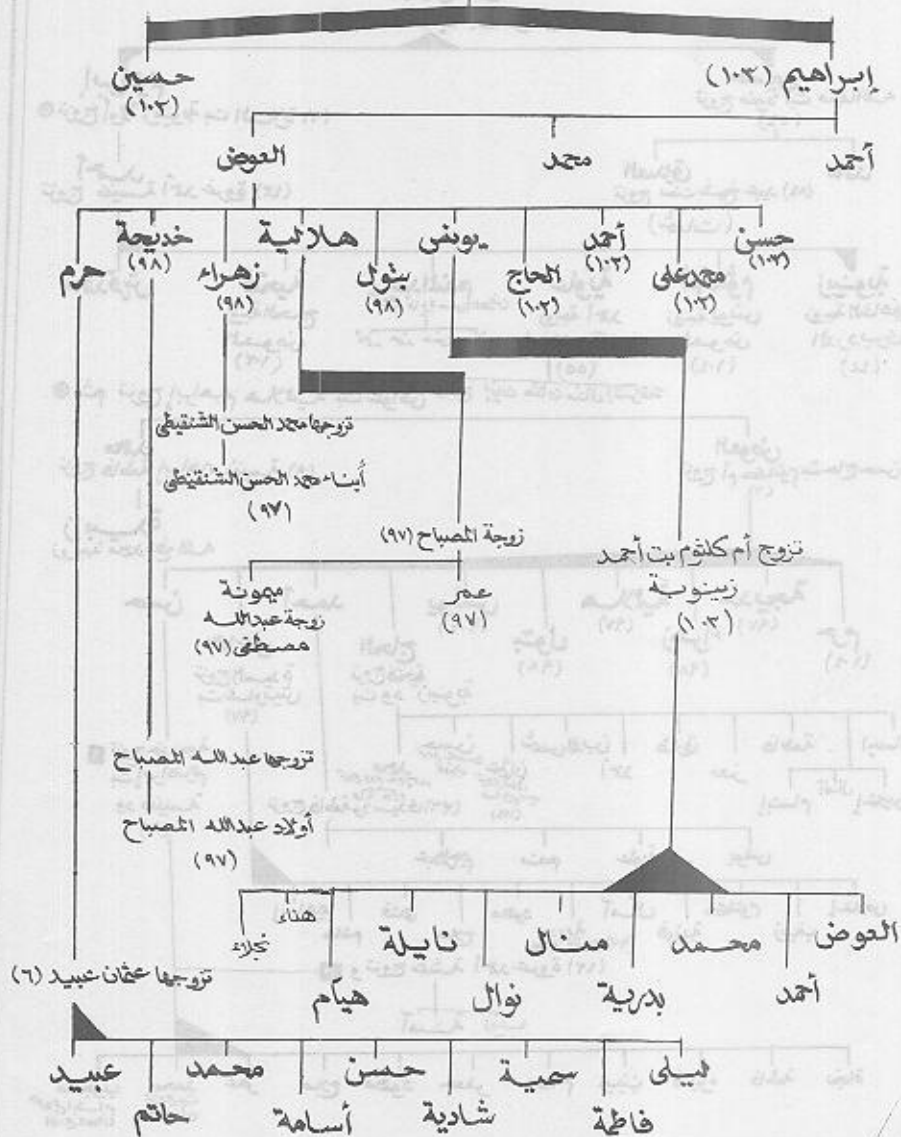 إبراهيم (١٠٣)
حسين
(١٠٣)
أحمد
محمد
العوض
حسن
(١٠٣)
محمد على
(١٠٣)
أحمد
(١٠٣)
الحاج
(١٠٣)
يونس
بتول
(٩٨)
هلالية
زهراء
(٩٨)
خديجة
(٩٨)
حرم
تزوجها محمد الحسن الشنقيطى
أبناء محمد الحسن الشنقيطى
(٩٧)
زوجة المصباح (٩٧)
تزوج أم كلثوم بت أحمد
زينوبة
(١٠٣)
عمر
(٩٧)
ميمونة
زوجة عبدالله
مصطفى (٩٧)
تزوجها عبدالله المصباح
أولاد عبدالله المصباح
(٩٧)
العوض
أحمد
محمد
بدرية
منال
نوال
نايلة
هيام
هناء
نجلاء
تزوجها عثمان عبيد (٦)
ليلى
فاطمة
سمية
شادية
حسن
أسامة
محمد
حاتم
عبيد